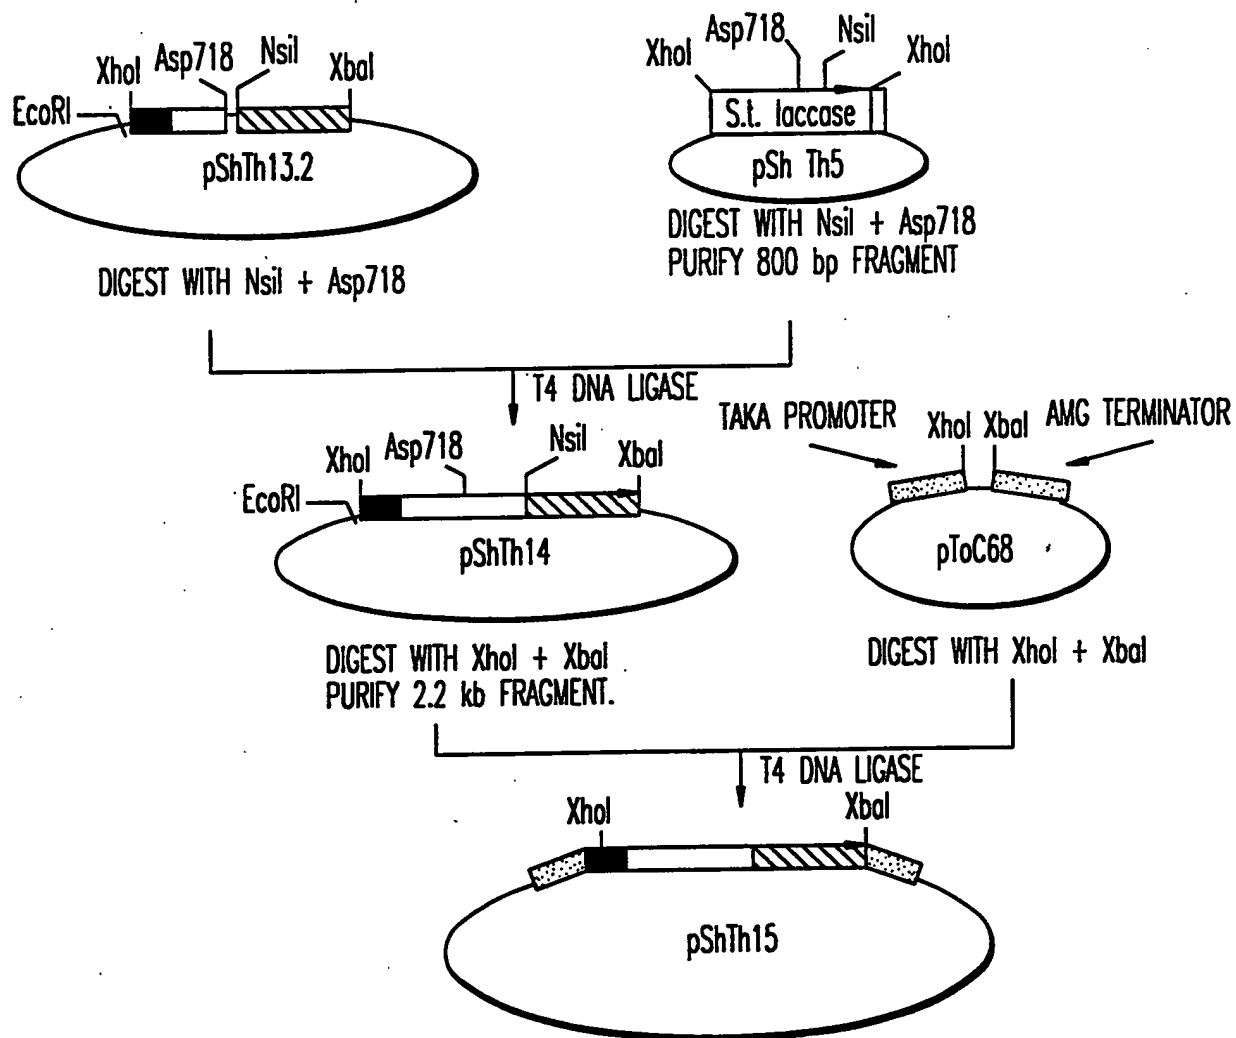 XhoI
Asp718
NsiI
XbaI
EcoRI
pShTh13.2
DIGEST WITH NsiI + Asp718
XhoI
Asp718
NsiI
XhoI
S.t. laccase
pSh Th5
DIGEST WITH NsiI + Asp718
PURIFY 800 bp FRAGMENT
T4 DNA LIGASE
XhoI
Asp718
NsiI
XbaI
EcoRI
pShTh14
DIGEST WITH XhoI + XbaI
PURIFY 2.2 kb FRAGMENT.
TAKA PROMOTER
XhoI XbaI
AMG TERMINATOR
pToC68
DIGEST WITH XhoI + XbaI
T4 DNA LIGASE
XhoI
XbaI
pShTh15